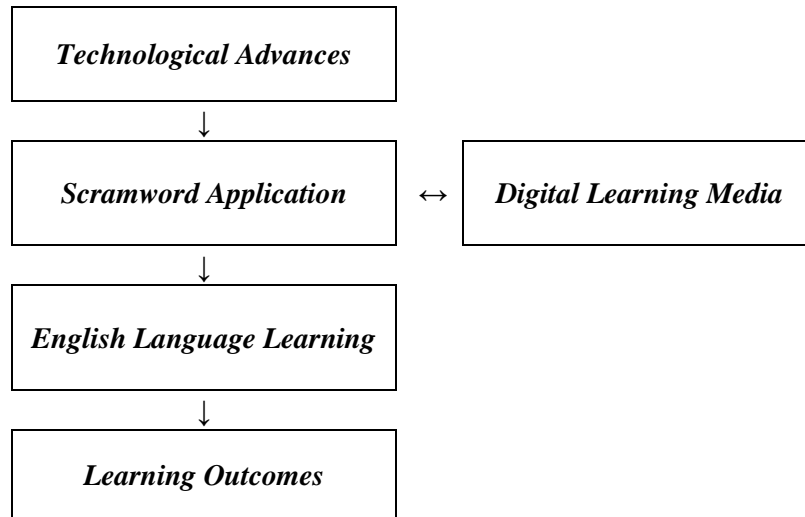 Technological Advances
↓
Scramword Application ↔ Digital Learning Media
↓
English Language Learning
↓
Learning Outcomes